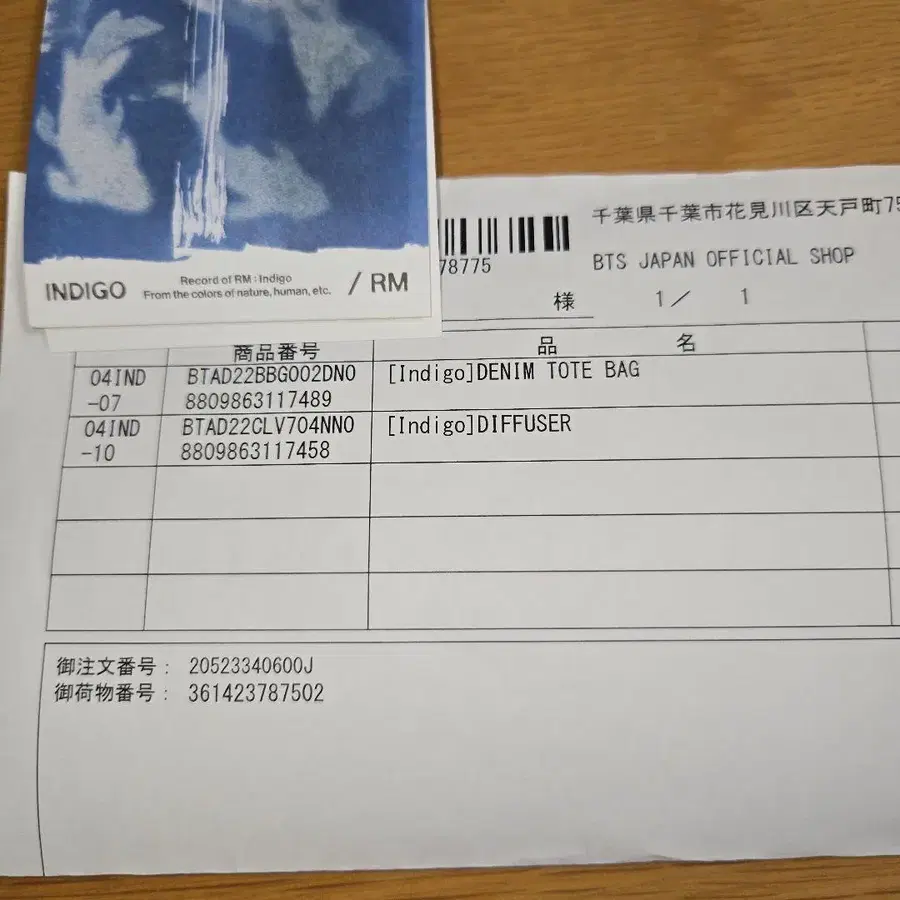 INDIGO
Record of RM : Indigo
From the colors of nature, human, etc.
/ RM
78775
千葉県千葉市花見川区天戸町75
BTS JAPAN OFFICIAL SHOP
様 1／ 1
商品番号 品 名
04IND BTAD22BBG002DN0 [Indigo]DENIM TOTE BAG
-07 8809863117489
04IND BTAD22CLV704NN0 [Indigo]DIFFUSER
-10 8809863117458
御注文番号： 20523340600J
御荷物番号： 361423787502